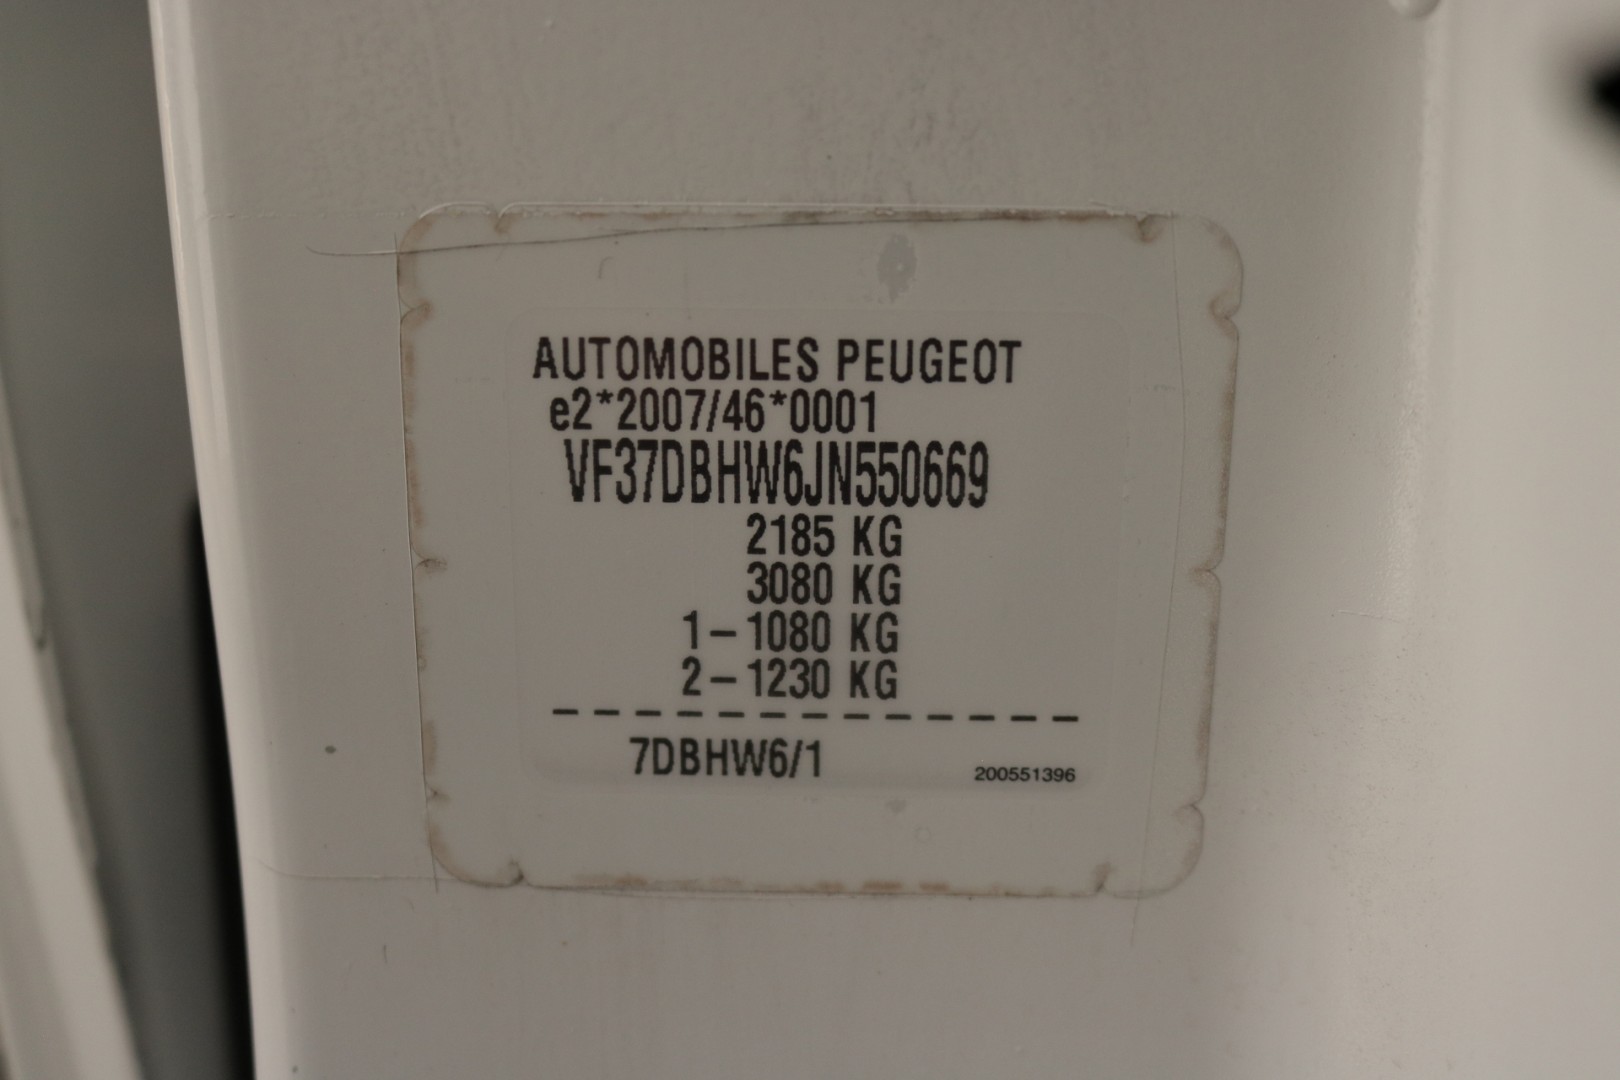 AUTOMOBILES PEUGEOT
e2*2007/46*0001
VF37DBHW6JN550669
2185 KG
3080 KG
1-1080 KG
2-1230 KG
7DBHW6/1
200551396